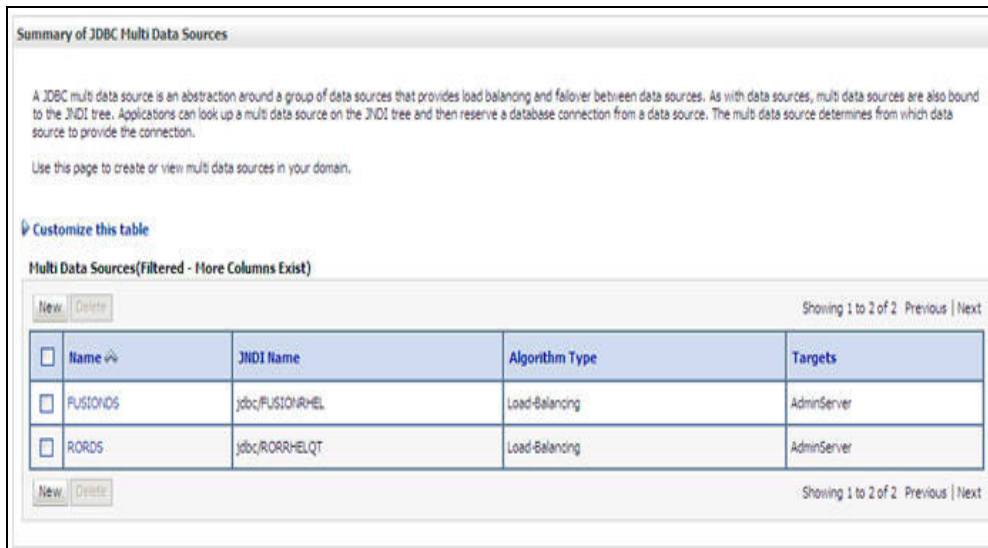 Summary of JDBC Multi Data Sources
A JDBC multi data source is an abstraction around a group of data sources that provides load balancing and failover between data sources. As with data sources, multi data sources are also bound
to the JNDI tree. Applications can look up a multi data source on the JNDI tree and then reserve a database connection from a data source. The multi data source determines from which data
source to provide the connection.
Use this page to create or view multi data sources in your domain.
Customize this table
Multi Data Sources(Filtered - More Columns Exist)
New Delete Showing 1 to 2 of 2 Previous | Next
Name JNDI Name Algorithm Type Targets
FUSIONDS jdbc/FUSIONRHEL Load-Balancing AdminServer
RORDS jdbc/RORRHELQT Load-Balancing AdminServer
New Delete Showing 1 to 2 of 2 Previous | Next